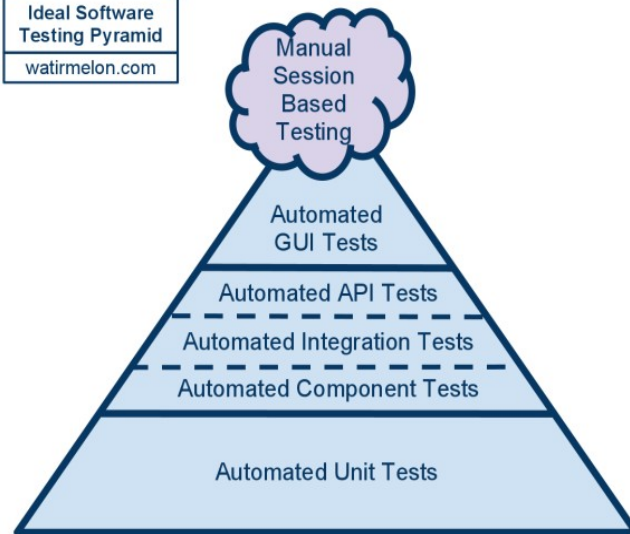 Ideal Software
Testing Pyramid
watirmelon.com
Manual
Session
Based
Testing
Automated
GUI Tests
Automated API Tests
Automated Integration Tests
Automated Component Tests
Automated Unit Tests